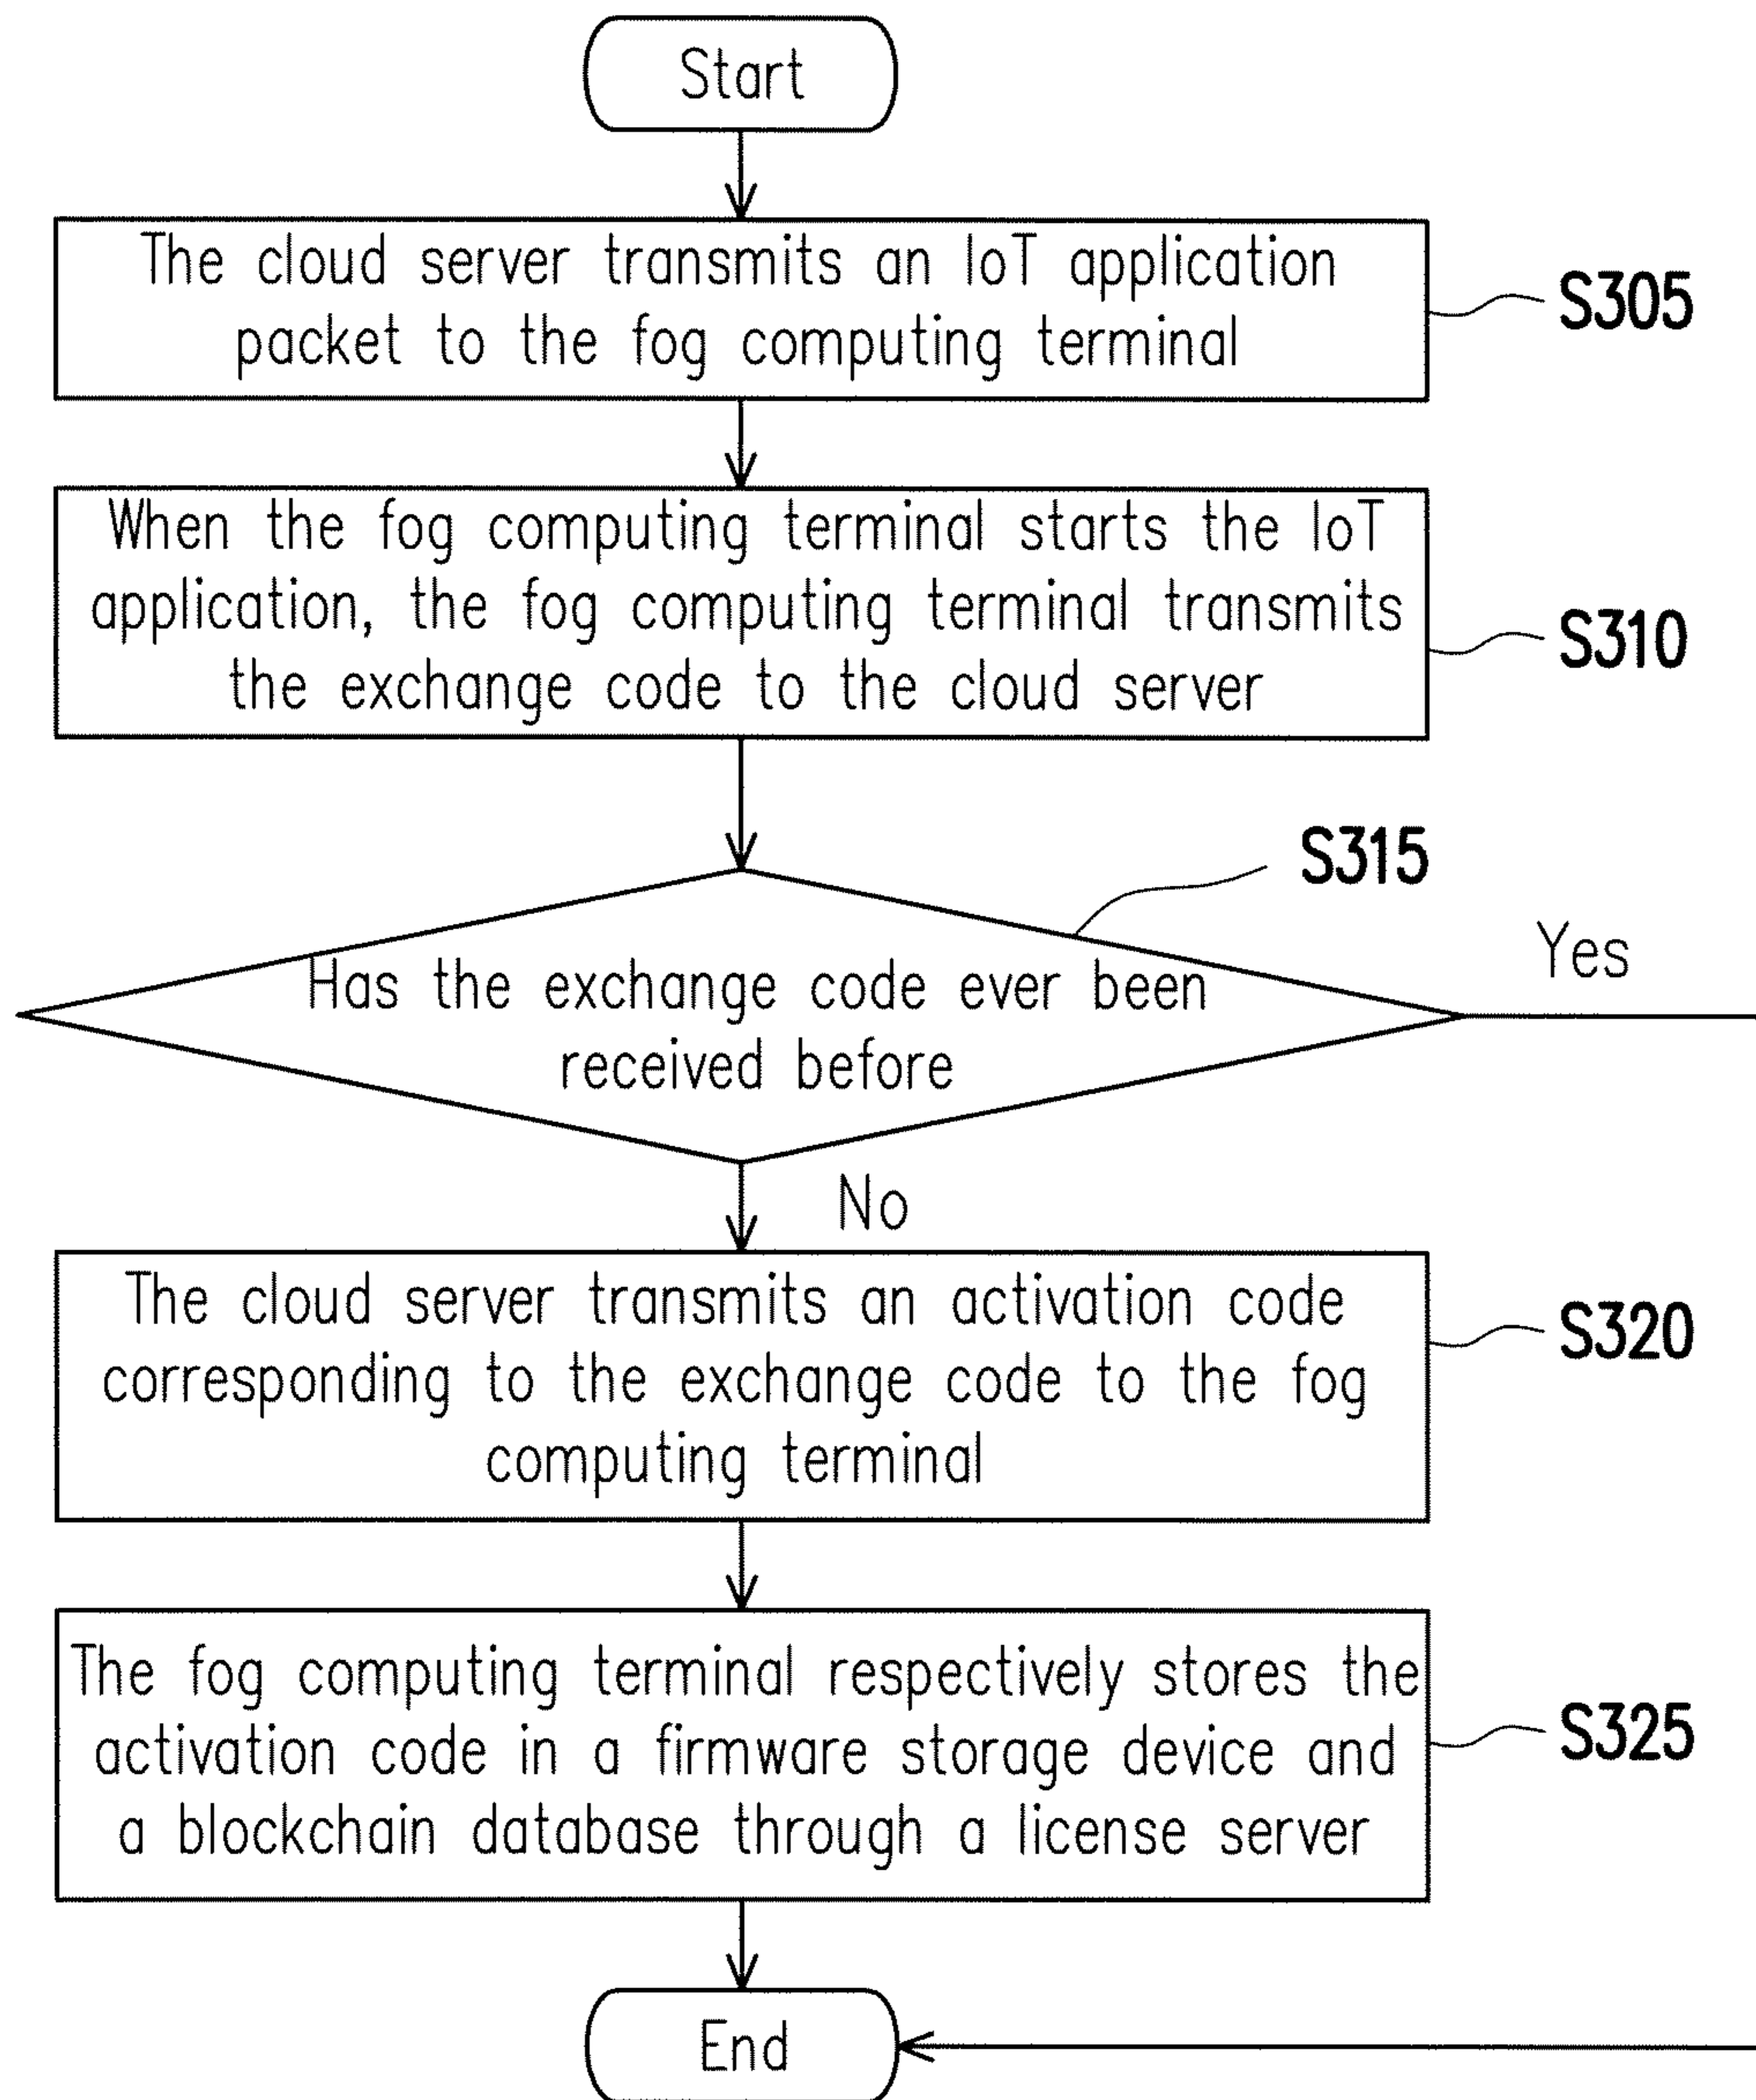 Start
The cloud server transmits an IoT application
packet to the fog computing terminal
S305
When the fog computing terminal starts the IoT
application, the fog computing terminal transmits
the exchange code to the cloud server
S310
S315
Yes
Has the exchange code ever been
received before
No
The cloud server transmits an activation code
corresponding to the exchange code to the fog
computing terminal
S320
The fog computing terminal respectively stores the
activation code in a firmware storage device and
a blockchain database through a license server
S325
End